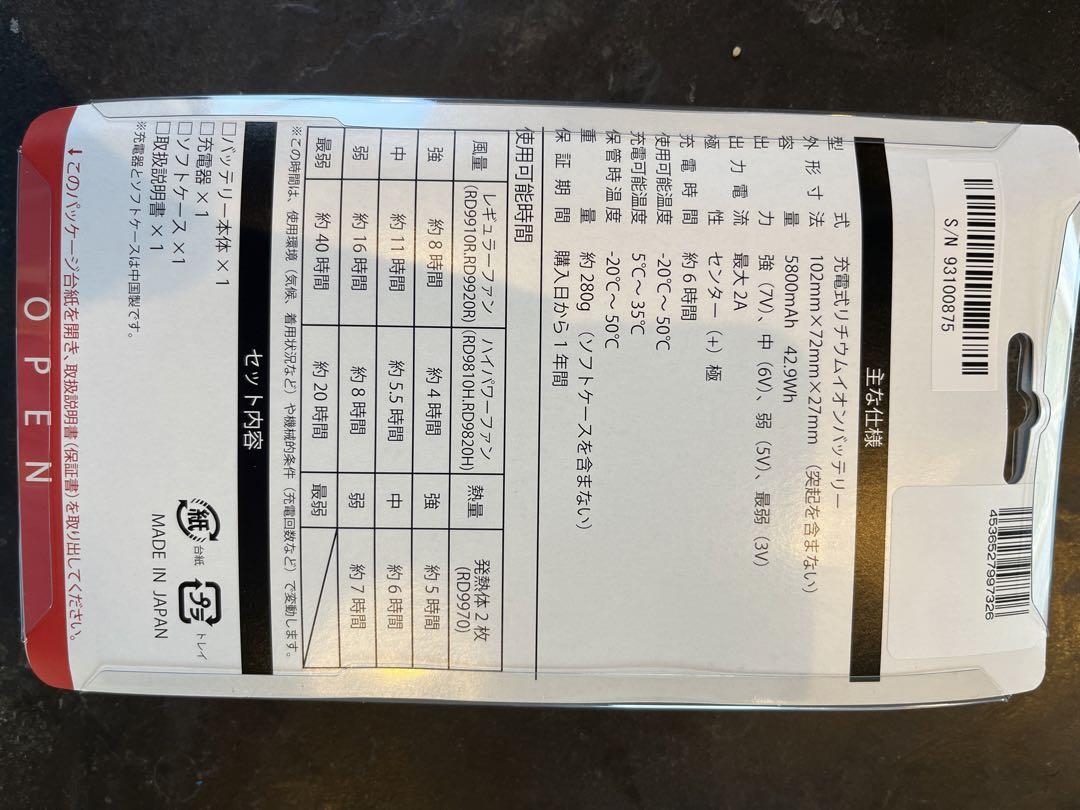 S/N 93100875
4536527997326
主な仕様
型式 充電式リチウムイオンバッテリー
外形寸法 102mm×72mm×27mm（突起を含まない）
容量 5800mAh 42.9Wh
出力 強（7V）、中（6V）、弱（5V）、最弱（3V）
出力電流 最大2A
極性 センター（+）極
充電時間 約6時間
使用可能温度 -20℃～50℃
充電可能温度 5℃～35℃
保管時温度 -20℃～50℃
重量 約280g（ソフトケースを含まない）
保証期間 購入日から1年間
使用可能時間
風量 レギュラーファン(RD9910R.RD9920R) ハイパワーファン(RD9810H.RD9820H) 熱量 発熱体2枚(RD9970)
強 約8時間 約4時間 強 約5時間
中 約11時間 約5.5時間 中 約6時間
弱 約16時間 約8時間 弱 約7時間
最弱 約40時間 約20時間 最弱
※この時間は、使用環境（気候、着用状況など）や機械的条件（充電回数など）で変動します。
セット内容
□バッテリー本体×1
□充電器×1
□ソフトケース×1
□取扱説明書×1
※充電器とソフトケースは中国製です。
紙 台紙
プラ トレイ
MADE IN JAPAN
↓このパッケージ台紙を開き、取扱説明書（保証書）を取り出してください。
OPEN